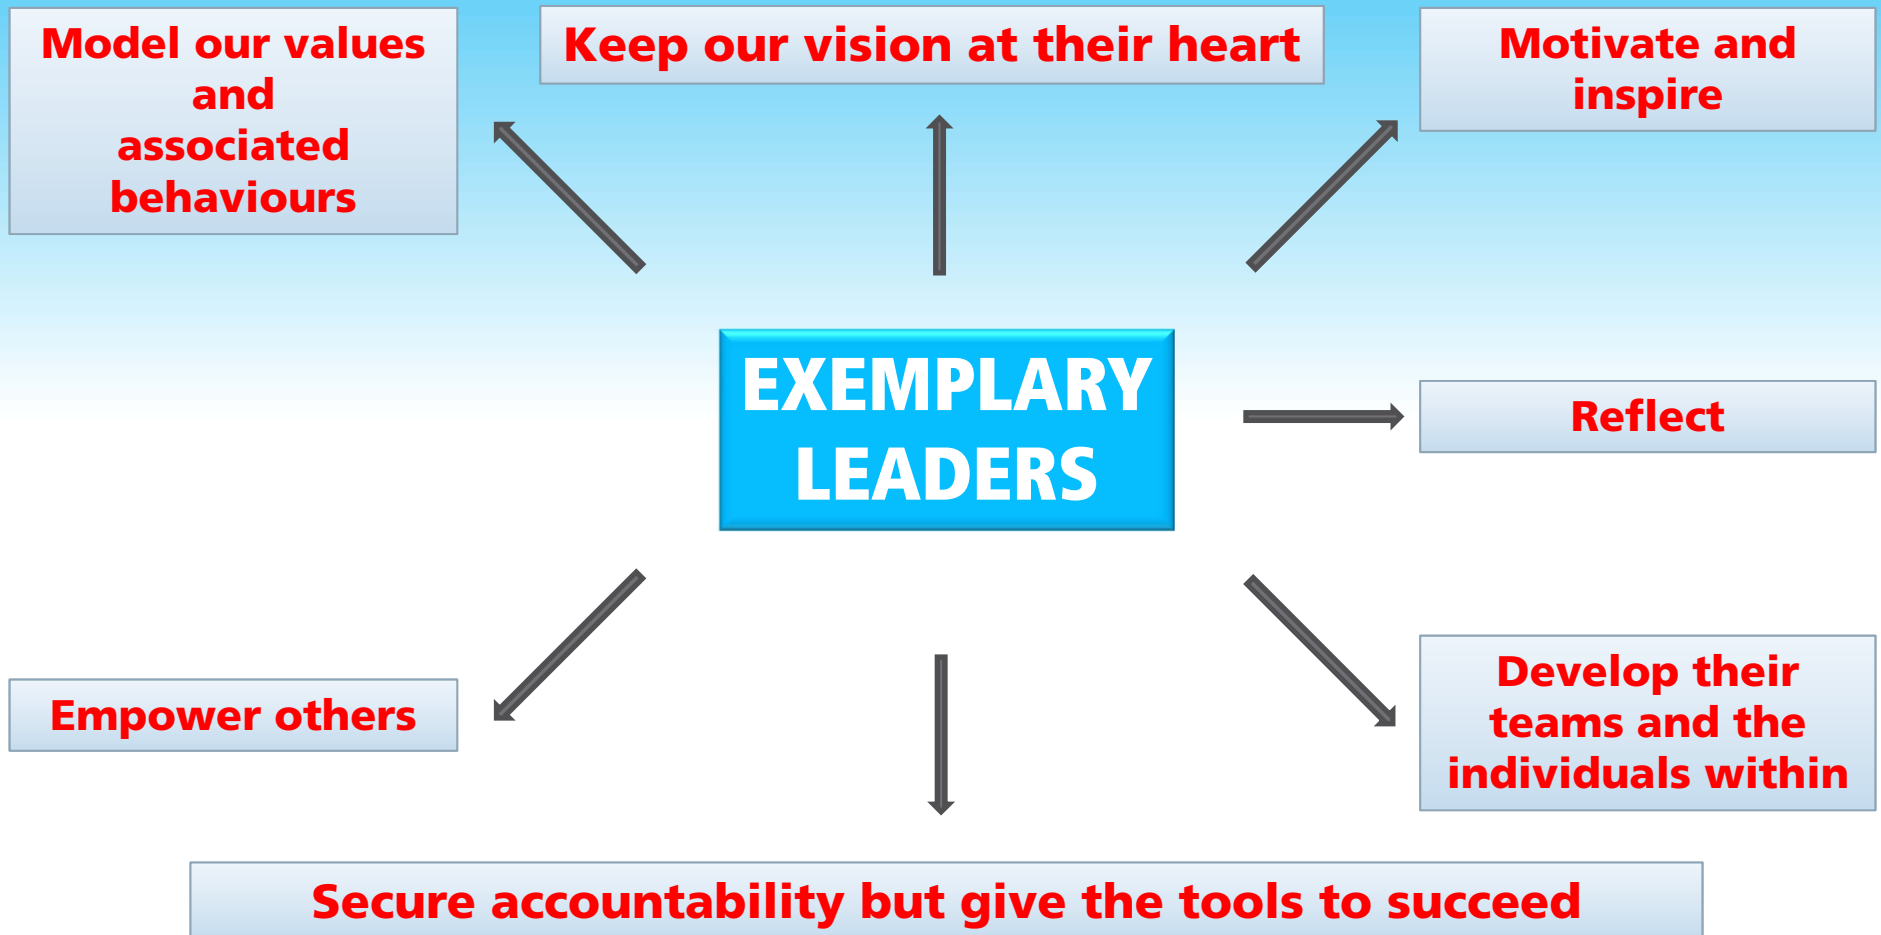 Model our values
and
associated
behaviours
Keep our vision at their heart
Motivate and
inspire
EXEMPLARY
LEADERS
Reflect
Empower others
Develop their
teams and the
individuals within
Secure accountability but give the tools to succeed